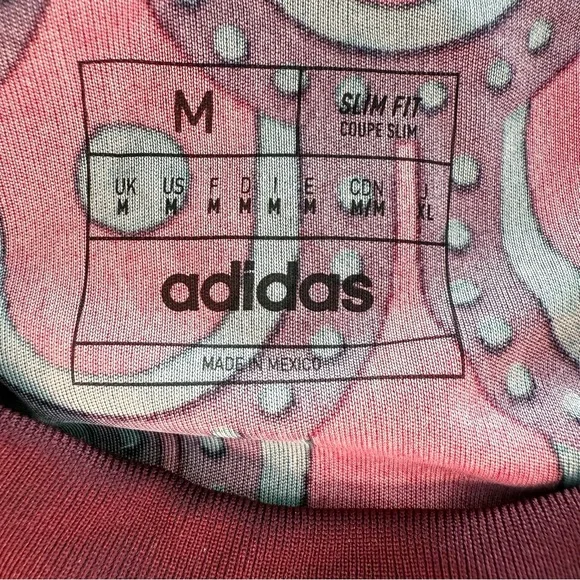 M
SLIM FIT
COUPE SLIM
UK US F D I E CDN J
M M M M M M M/M XL
adidas
MADE IN MEXICO